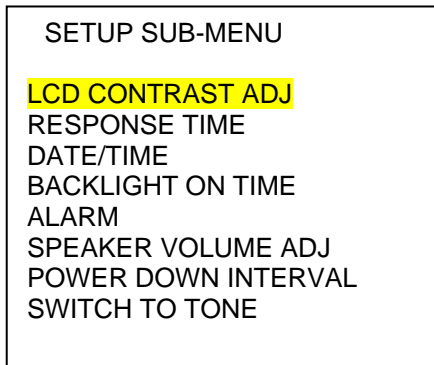 SETUP SUB-MENU
LCD CONTRAST ADJ
RESPONSE TIME
DATE/TIME
BACKLIGHT ON TIME
ALARM
SPEAKER VOLUME ADJ
POWER DOWN INTERVAL
SWITCH TO TONE